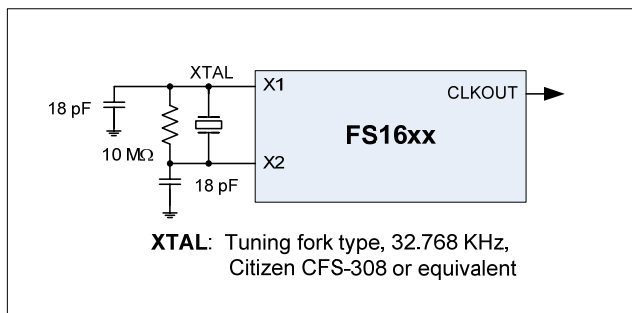 XTAL
X1
CLKOUT
18 pF
FS16xx
10 MΩ
X2
18 pF
XTAL: Tuning fork type, 32.768 KHz,
Citizen CFS-308 or equivalent